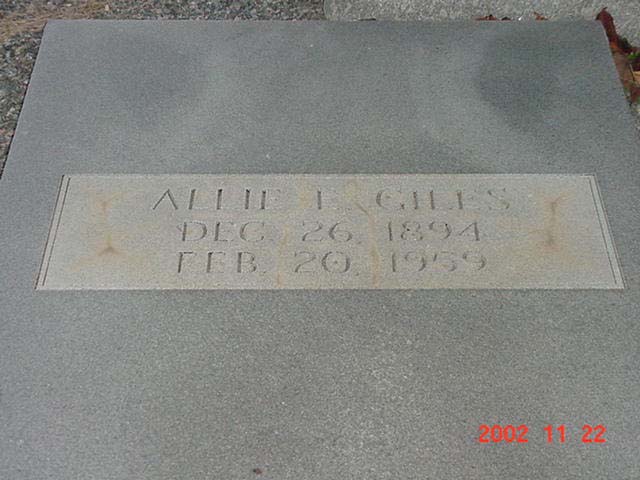 ALLIE E. GILES
DEC. 26, 1894
FEB. 20, 1959
2002 11 22